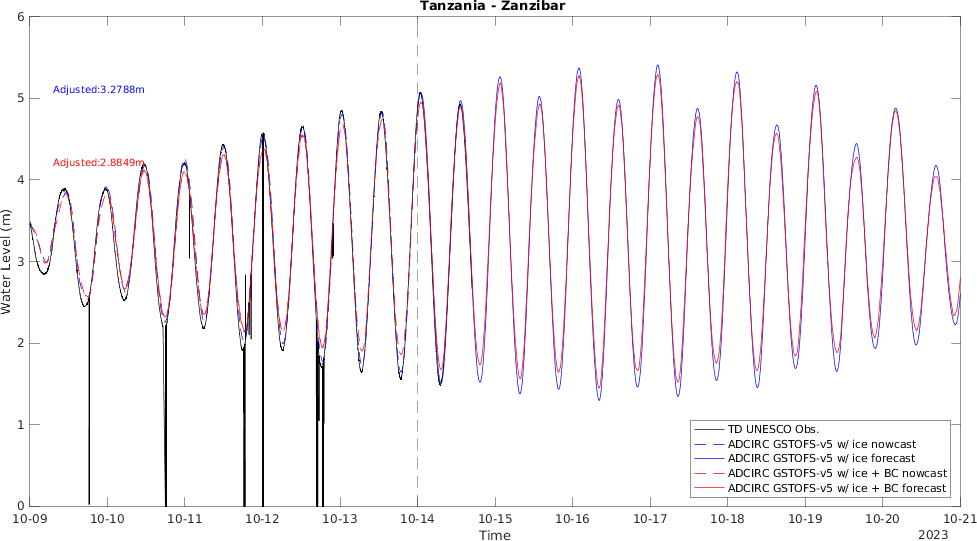 Tanzania - Zanzibar
6
5
4
3
2
1
0
Water Level (m)
Adjusted:3.2788m
Adjusted:2.8849m
TD UNESCO Obs.
ADCIRC GSTOFS-v5 w/ ice nowcast
ADCIRC GSTOFS-v5 w/ ice forecast
ADCIRC GSTOFS-v5 w/ ice + BC nowcast
ADCIRC GSTOFS-v5 w/ ice + BC forecast
10-09 10-10 10-11 10-12 10-13 10-14 10-15 10-16 10-17 10-18 10-19 10-20 10-21
Time
2023